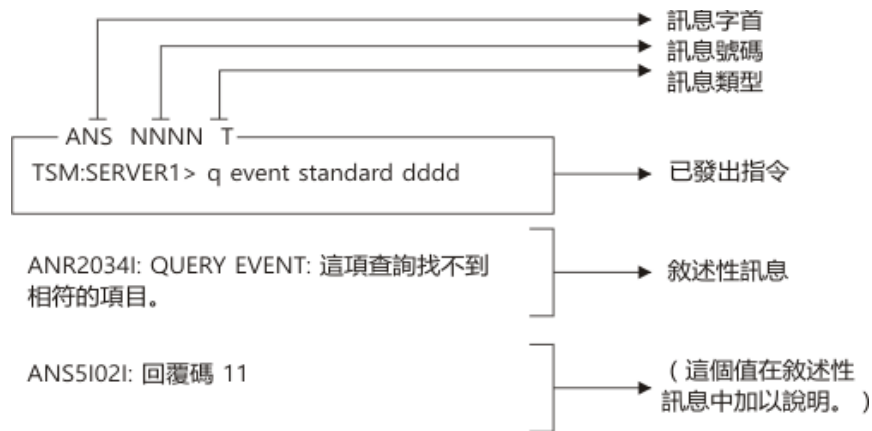 訊息字首
訊息號碼
訊息類型
ANS NNNN T
TSM:SERVER1> q event standard dddd
已發出指令
ANR2034I: QUERY EVENT: 這項查詢找不到
相符的項目。
敘述性訊息
ANS5I02I: 回覆碼 11
（這個值在敘述性
訊息中加以說明。）